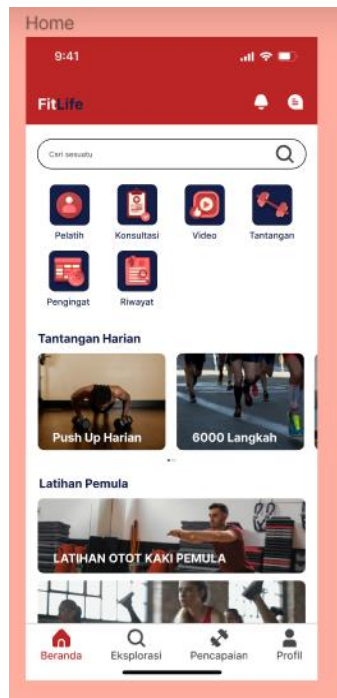 Home
9:41
FitLife
Cari sesuatu
Pelatih Konsultasi Video Tantangan
Pengingat Riwayat
Tantangan Harian
Push Up Harian 6000 Langkah
Latihan Pemula
LATIHAN OTOT KAKI PEMULA
Beranda Eksplorasi Pencapaian Profil